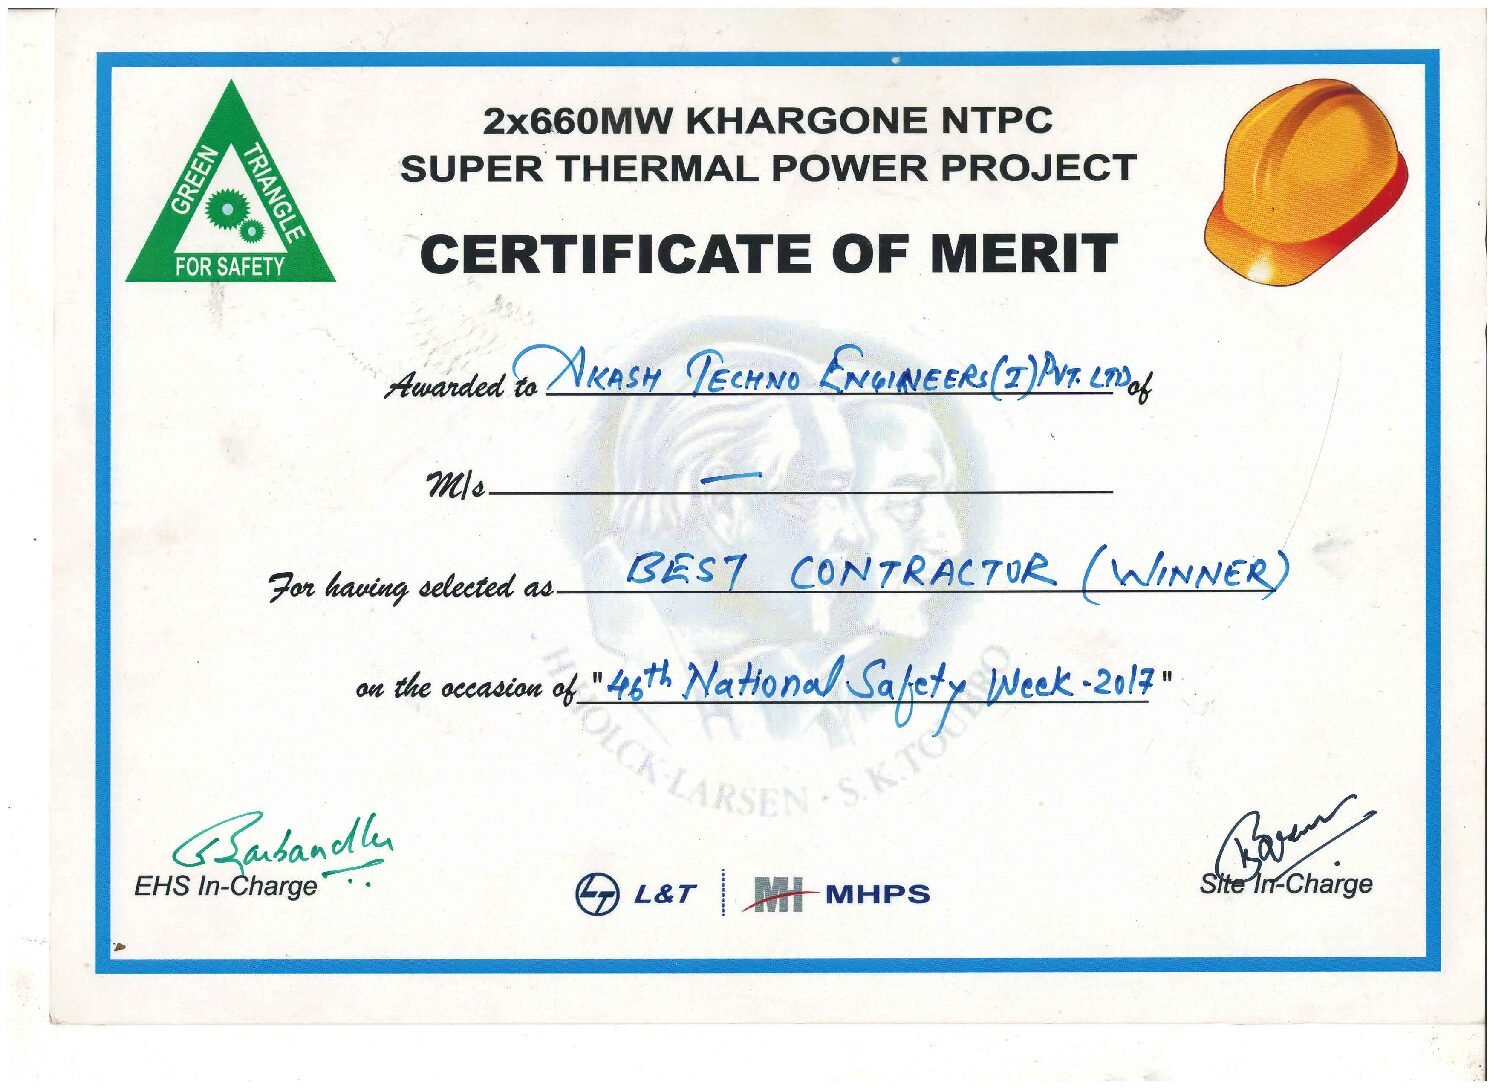 GREEN TRIANGLE
FOR SAFETY
2x660MW KHARGONE NTPC
SUPER THERMAL POWER PROJECT
CERTIFICATE OF MERIT
Awarded to AKASH TECHNO ENGINEERS(I) PVT. LTD of
M/s —
For having selected as BEST CONTRACTOR (WINNER)
on the occasion of "46th National Safety Week-2017"
H. HOLCK-LARSEN · S.K. TOUBRO
EHS In-Charge
L&T MHPS
Site In-Charge